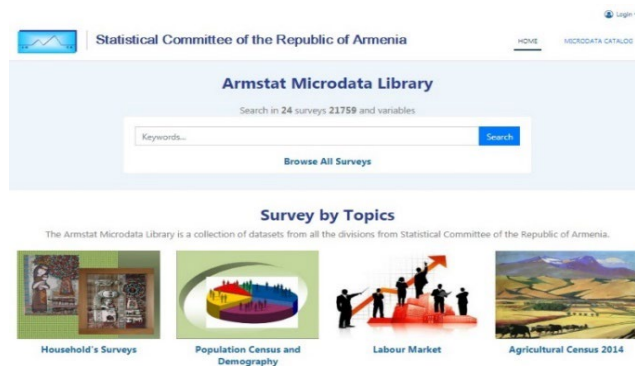 Login
Statistical Committee of the Republic of Armenia
HOME
MICRODATA CATALOG
Armstat Microdata Library
Search in 24 surveys 21759 and variables
Keywords...
Search
Browse All Surveys
Survey by Topics
The Armstat Microdata Library is a collection of datasets from all the divisions from Statistical Committee of the Republic of Armenia.
Household's Surveys
Population Census and
Demography
Labour Market
Agricultural Census 2014